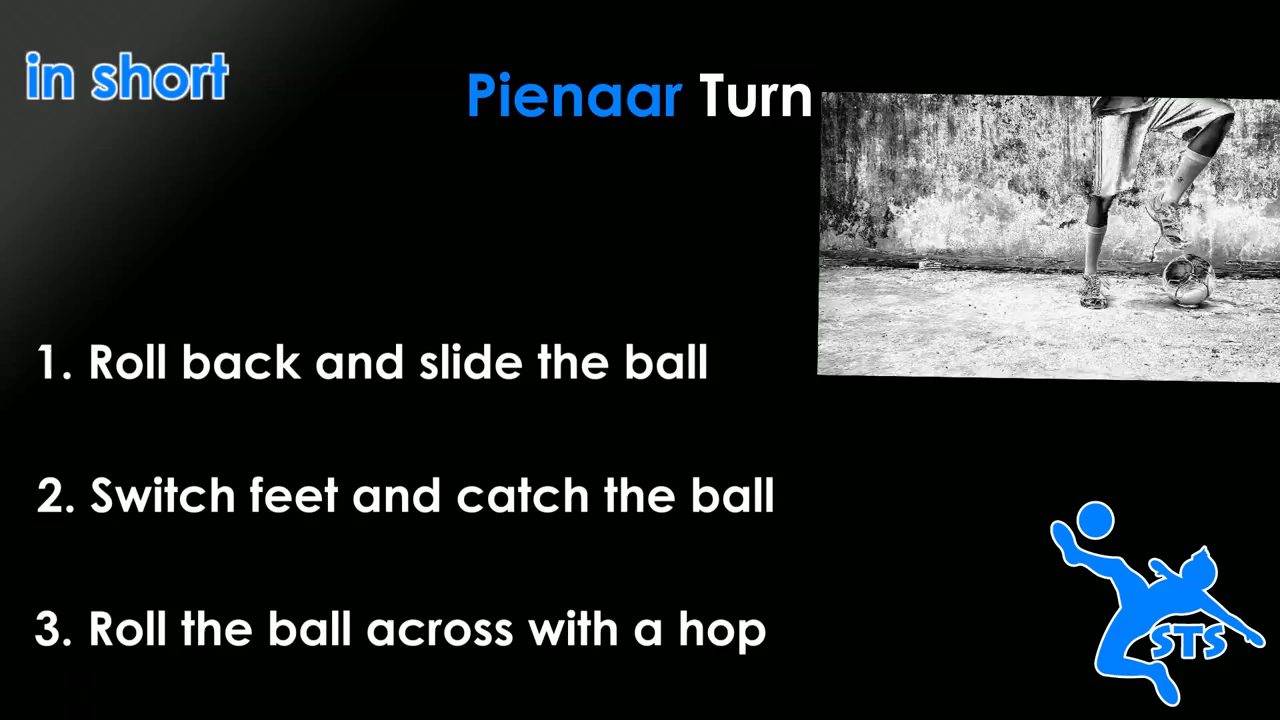 in short
Pienaar Turn
1. Roll back and slide the ball
2. Switch feet and catch the ball
3. Roll the ball across with a hop
STS